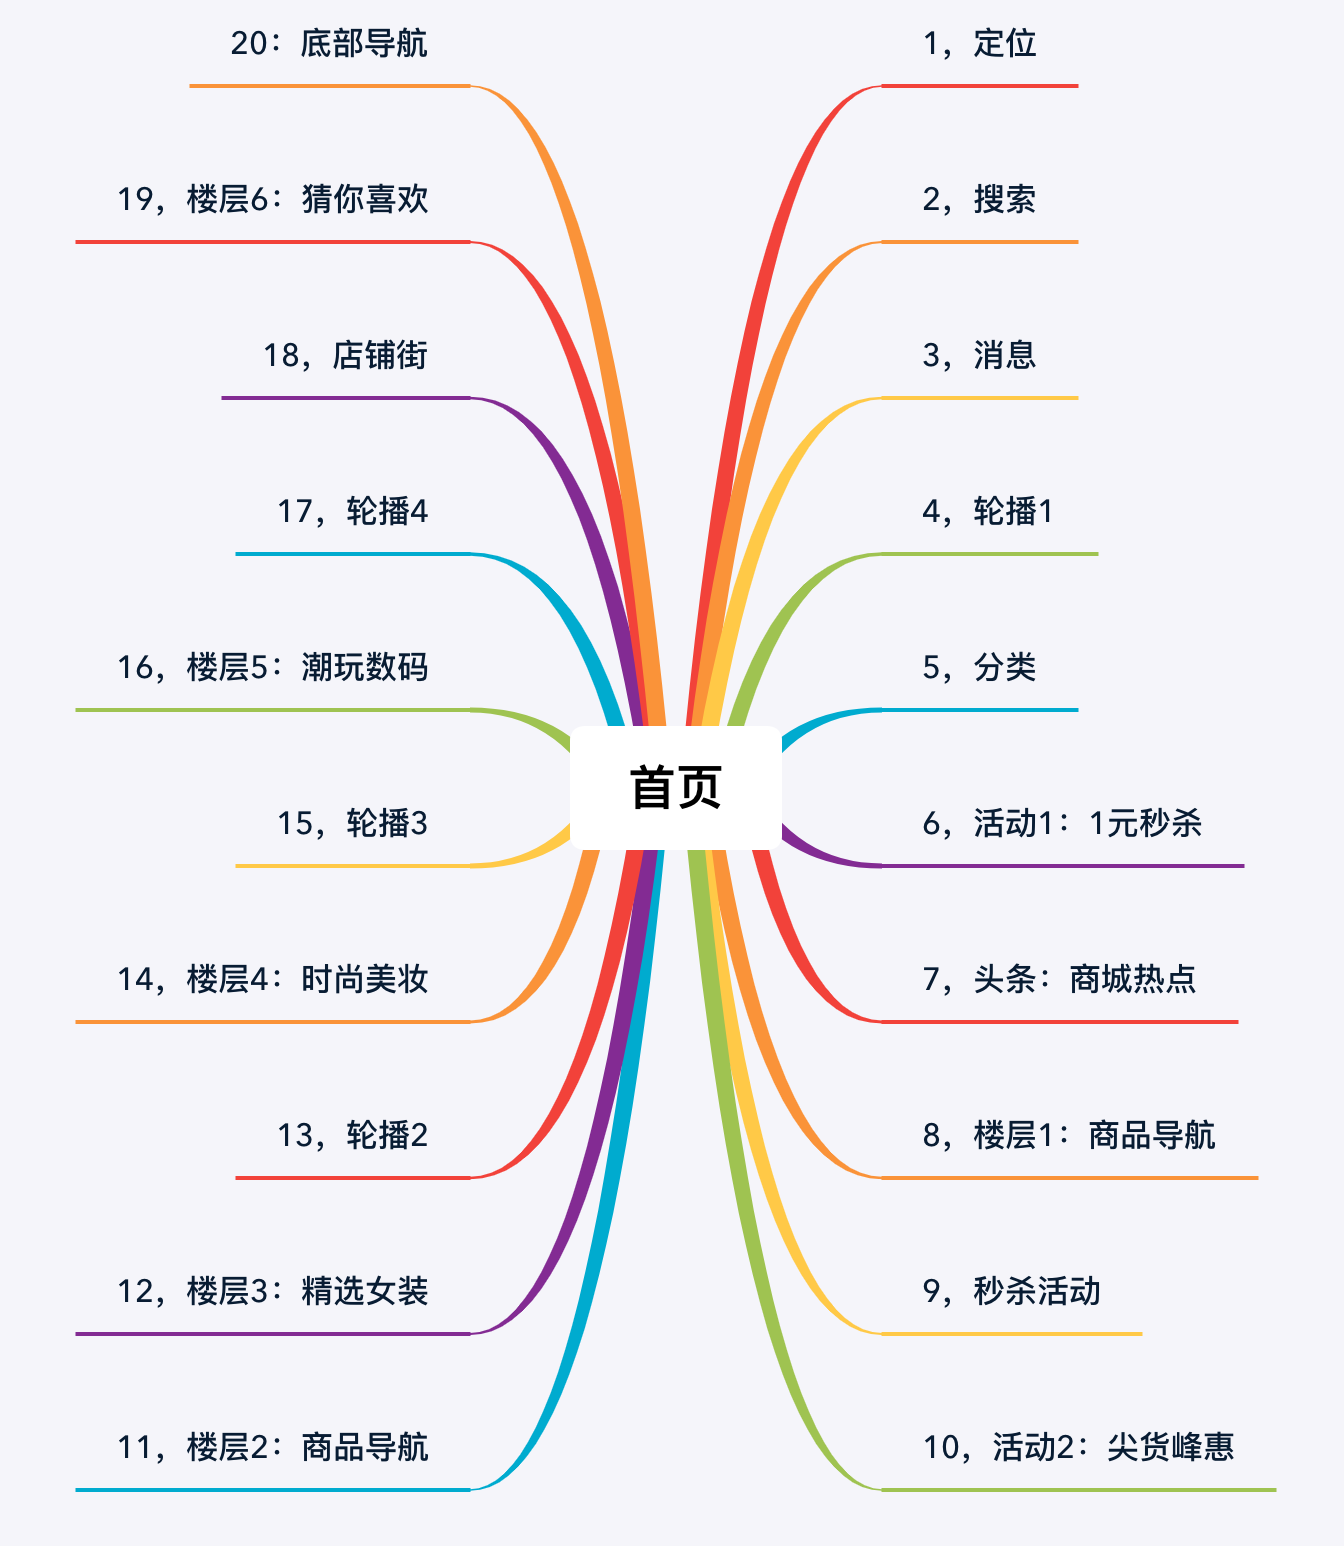 首页
1，定位
2，搜索
3，消息
4，轮播1
5，分类
6，活动1：1元秒杀
7，头条：商城热点
8，楼层1：商品导航
9，秒杀活动
10，活动2：尖货峰惠
11，楼层2：商品导航
12，楼层3：精选女装
13，轮播2
14，楼层4：时尚美妆
15，轮播3
16，楼层5：潮玩数码
17，轮播4
18，店铺街
19，楼层6：猜你喜欢
20：底部导航